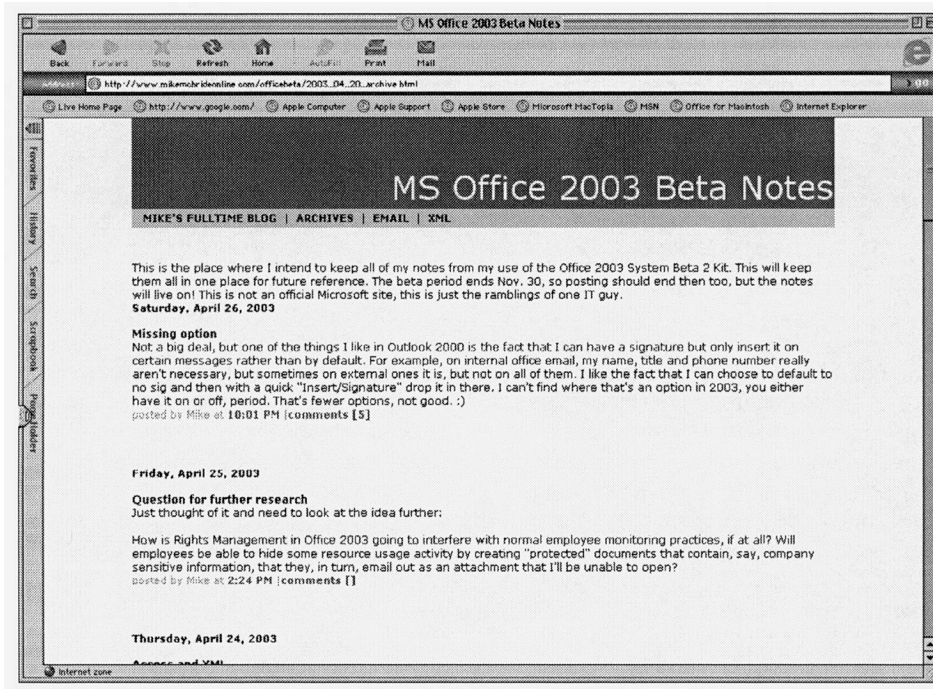 MS Office 2003 Beta Notes
Back Forward Stop Refresh Home AutoFill Print Mail
http://www.mikemcbrideonline.com/officebeta/2003_04_20_archive.html
Live Home Page http://www.google.com/ Apple Computer Apple Support Apple Store Microsoft MacTopia MSN Office for Macintosh Internet Explorer
Favorites
History
Search
Scrapbook
Page Holder
MS Office 2003 Beta Notes
MIKE'S FULLTIME BLOG | ARCHIVES | EMAIL | XML
This is the place where I intend to keep all of my notes from my use of the Office 2003 System Beta 2 Kit. This will keep
them all in one place for future reference. The beta period ends Nov. 30, so posting should end then too, but the notes
will live on! This is not an official Microsoft site, this is just the ramblings of one IT guy.
Saturday, April 26, 2003
Missing option
Not a big deal, but one of the things I like in Outlook 2000 is the fact that I can have a signature but only insert it on
certain messages rather than by default. For example, on internal office email, my name, title and phone number really
aren't necessary, but sometimes on external ones it is, but not on all of them. I like the fact that I can choose to default to
no sig and then with a quick "Insert/Signature" drop it in there. I can't find where that's an option in 2003, you either
have it on or off, period. That's fewer options, not good. :)
posted by Mike at 10:01 PM |comments [5]
Friday, April 25, 2003
Question for further research
Just thought of it and need to look at the idea further:
How is Rights Management in Office 2003 going to interfere with normal employee monitoring practices, if at all? Will
employees be able to hide some resource usage activity by creating "protected" documents that contain, say, company
sensitive information, that they, in turn, email out as an attachment that I'll be unable to open?
posted by Mike at 2:24 PM |comments []
Thursday, April 24, 2003
Access and XML
Internet zone